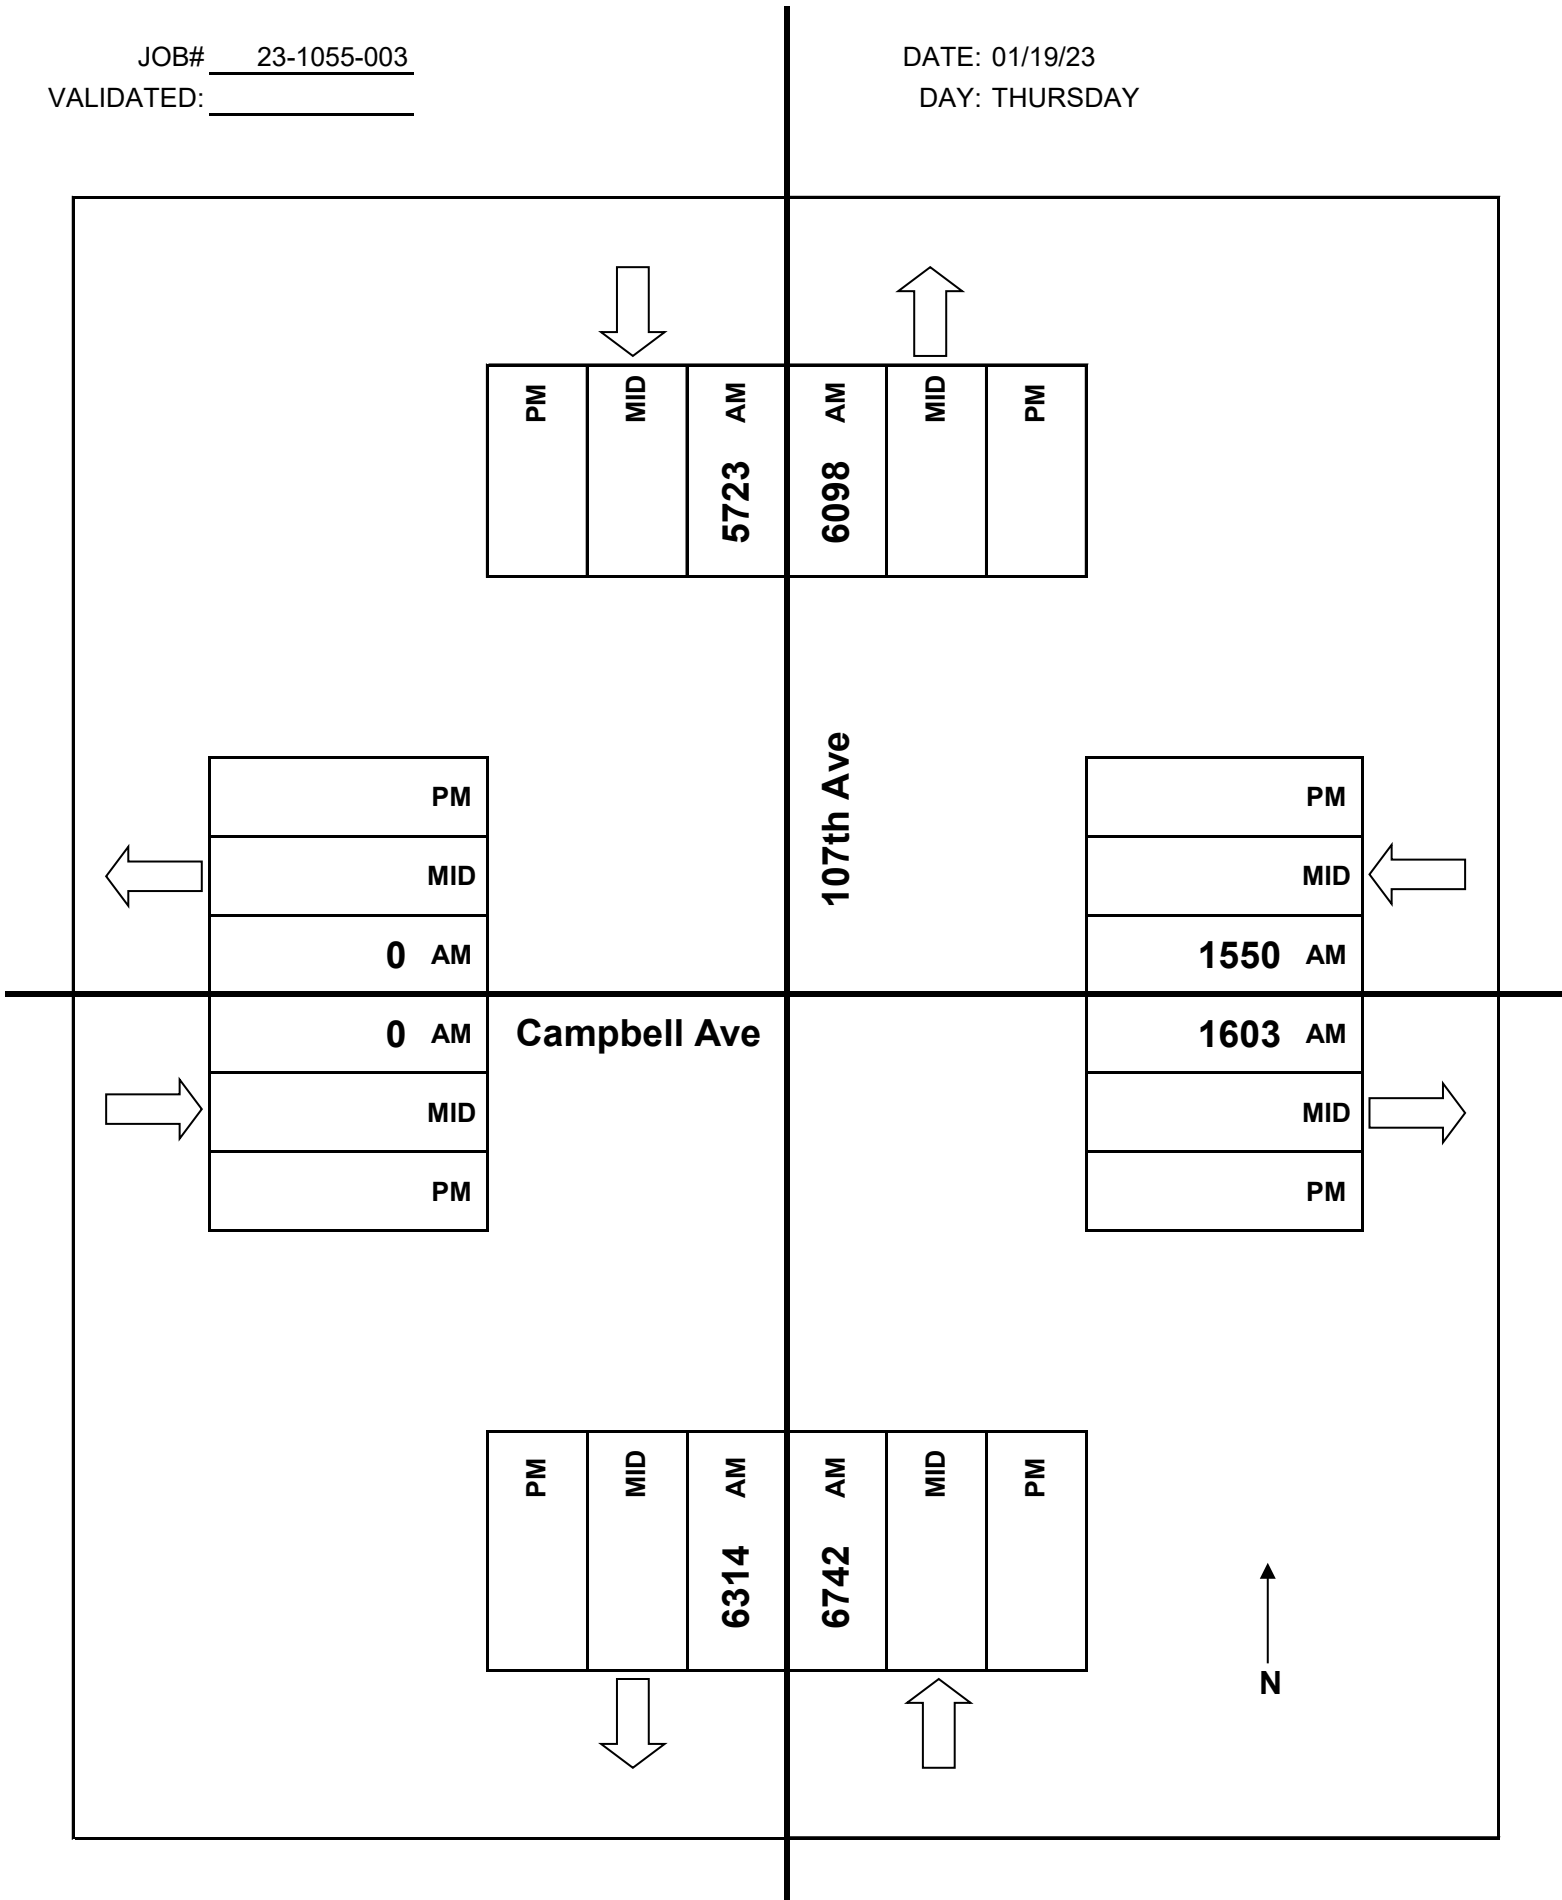 JOB# 23-1055-003
DATE: 01/19/23
VALIDATED:
DAY: THURSDAY
PM MID AM AM MID PM
5723 6098
107th Ave
PM PM
MID MID
0 AM 1550 AM
0 AM Campbell Ave 1603 AM
MID MID
PM PM
PM MID AM AM MID PM
6314 6742
N